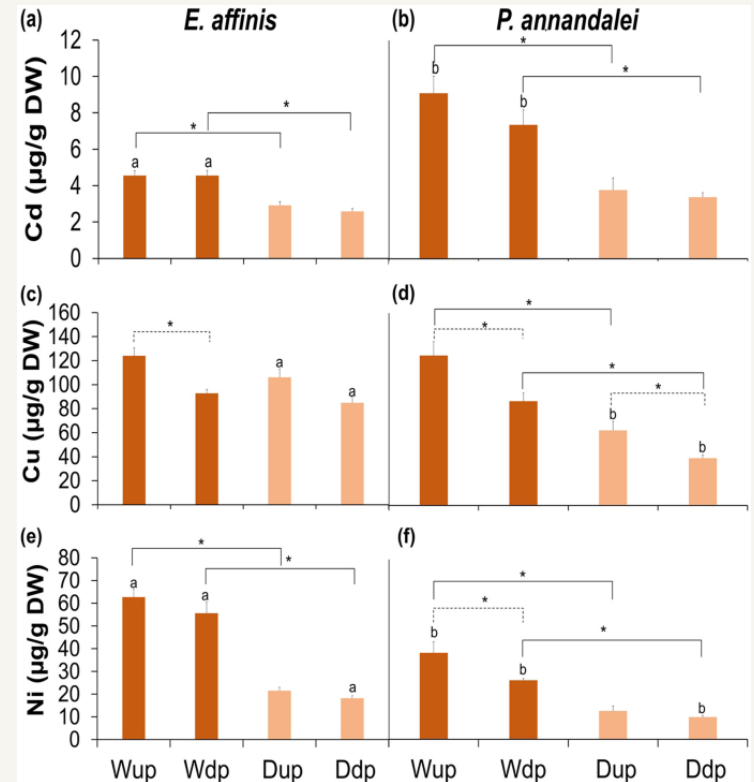 (a) E. affinis (b) P. annandalei
Cd (µg/g DW)
12
10
8
6
4
2
0
a a * *
b b * *
(c) (d)
Cu (µg/g DW)
160
140
120
100
80
60
40
20
0
* a a
* * * * b b
(e) (f)
Ni (µg/g DW)
80
70
60
50
40
30
20
10
0
a a * * a
b * b * * b
Wup Wdp Dup Ddp Wup Wdp Dup Ddp